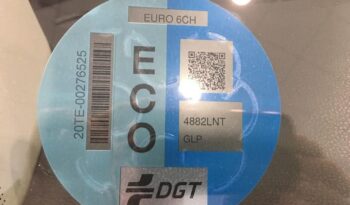 EURO 6CH
20TE-00276525
ECO
4882LNT
GLP
DGT